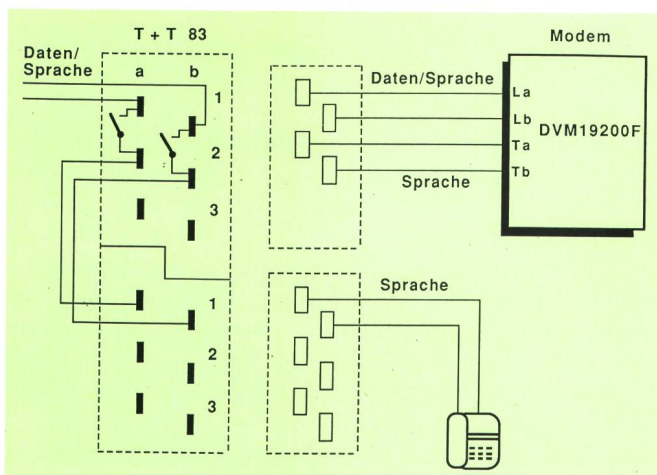 T + T 83
Modem
Daten/
Sprache
a b
1
2
3
1
2
3
Daten/Sprache
Sprache
La
Lb
Ta
Tb
DVM19200F
Sprache